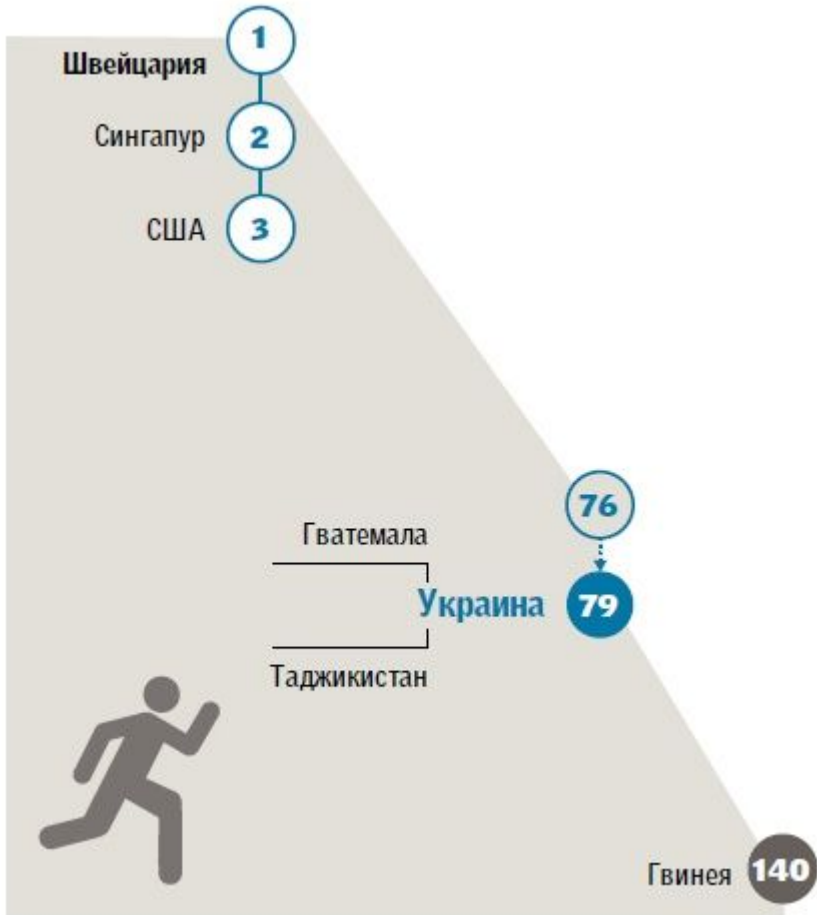 Швейцария 1
Сингапур 2
США 3
76
Гватемала
Украина 79
Таджикистан
Гвинея 140